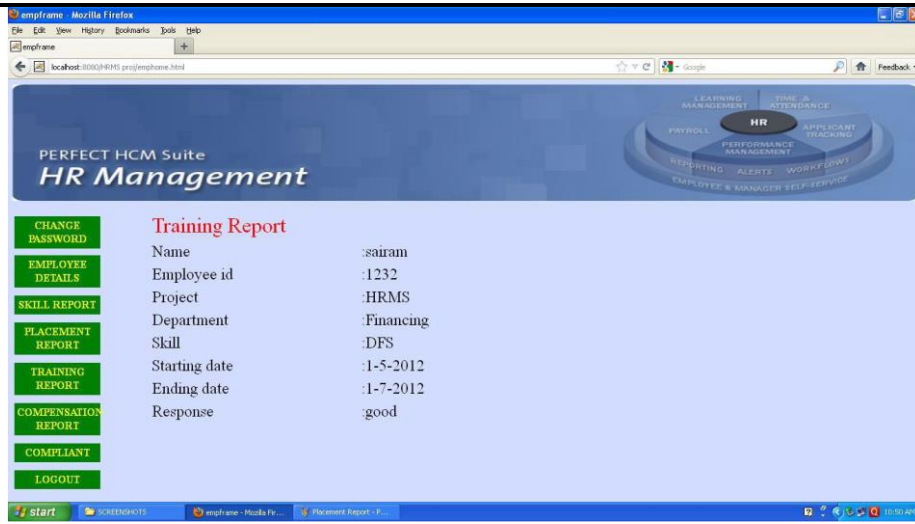 empframe - Mozilla Firefox
File Edit View History Bookmarks Tools Help
empframe +
localhost:8000/HRMS proj/emphome.html
Google
Feedback
LEARNING MANAGEMENT
TIME & ATTENDANCE
PAYROLL
HR
APPLICANT TRACKING
PERFORMANCE MANAGEMENT
REPORTING ALERTS WORKFLOWS
EMPLOYEE & MANAGER SELF-SERVICE
PERFECT HCM Suite
HR Management
CHANGE
PASSWORD
EMPLOYEE
DETAILS
SKILL REPORT
PLACEMENT
REPORT
TRAINING
REPORT
COMPENSATION
REPORT
COMPLIANT
LOGOUT
Training Report
Name :sairam
Employee id :1232
Project :HRMS
Department :Financing
Skill :DFS
Starting date :1-5-2012
Ending date :1-7-2012
Response :good
start
SCREENSHOTS
empframe - Mozilla Fir...
Placement Report - P...
10:50 AM